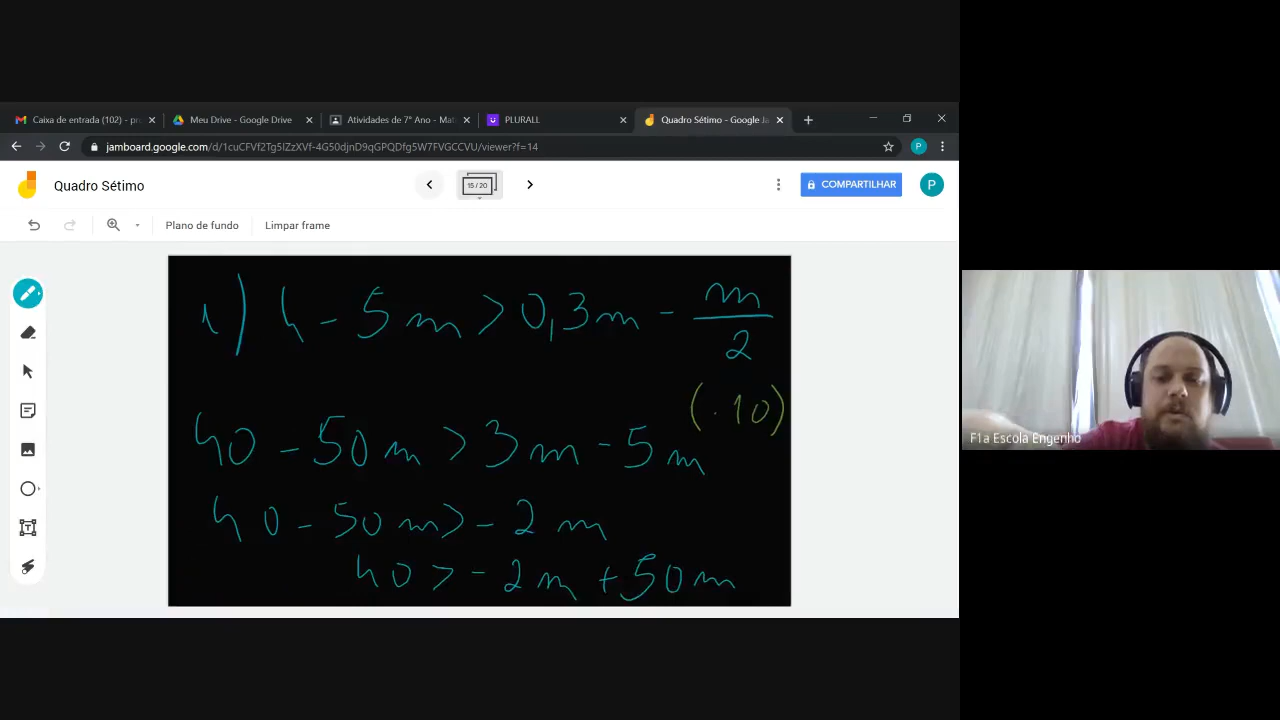 Caixa de entrada (102) - pr
Meu Drive - Google Drive
Atividades de 7° Ano - Mat
PLURALL
Quadro Sétimo - Google Ja
jamboard.google.com/d/1cuCFVf2Tg5IZzXVf-4G50djnD9qGPQDfg5W7FVGCCVU/viewer?f=14
P
Quadro Sétimo
15 / 20
COMPARTILHAR
P
Plano de fundo
Limpar frame
4 - 5m > 0,3m - m/2
(·10)
40 - 50m > 3m - 5m
40 - 50m > - 2m
40 > - 2m + 50m
F1a Escola Engenho